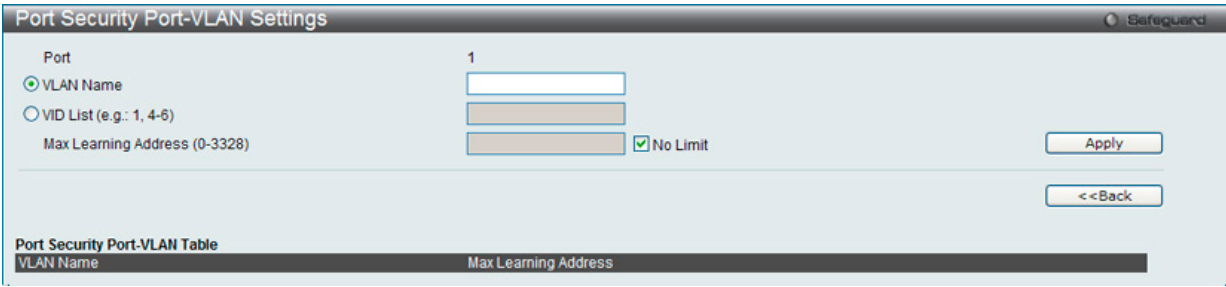 Port Security Port-VLAN Settings Safeguard
Port 1
VLAN Name
VID List (e.g.: 1, 4-6)
Max Learning Address (0-3328) No Limit Apply
<<Back
Port Security Port-VLAN Table
VLAN Name Max Learning Address